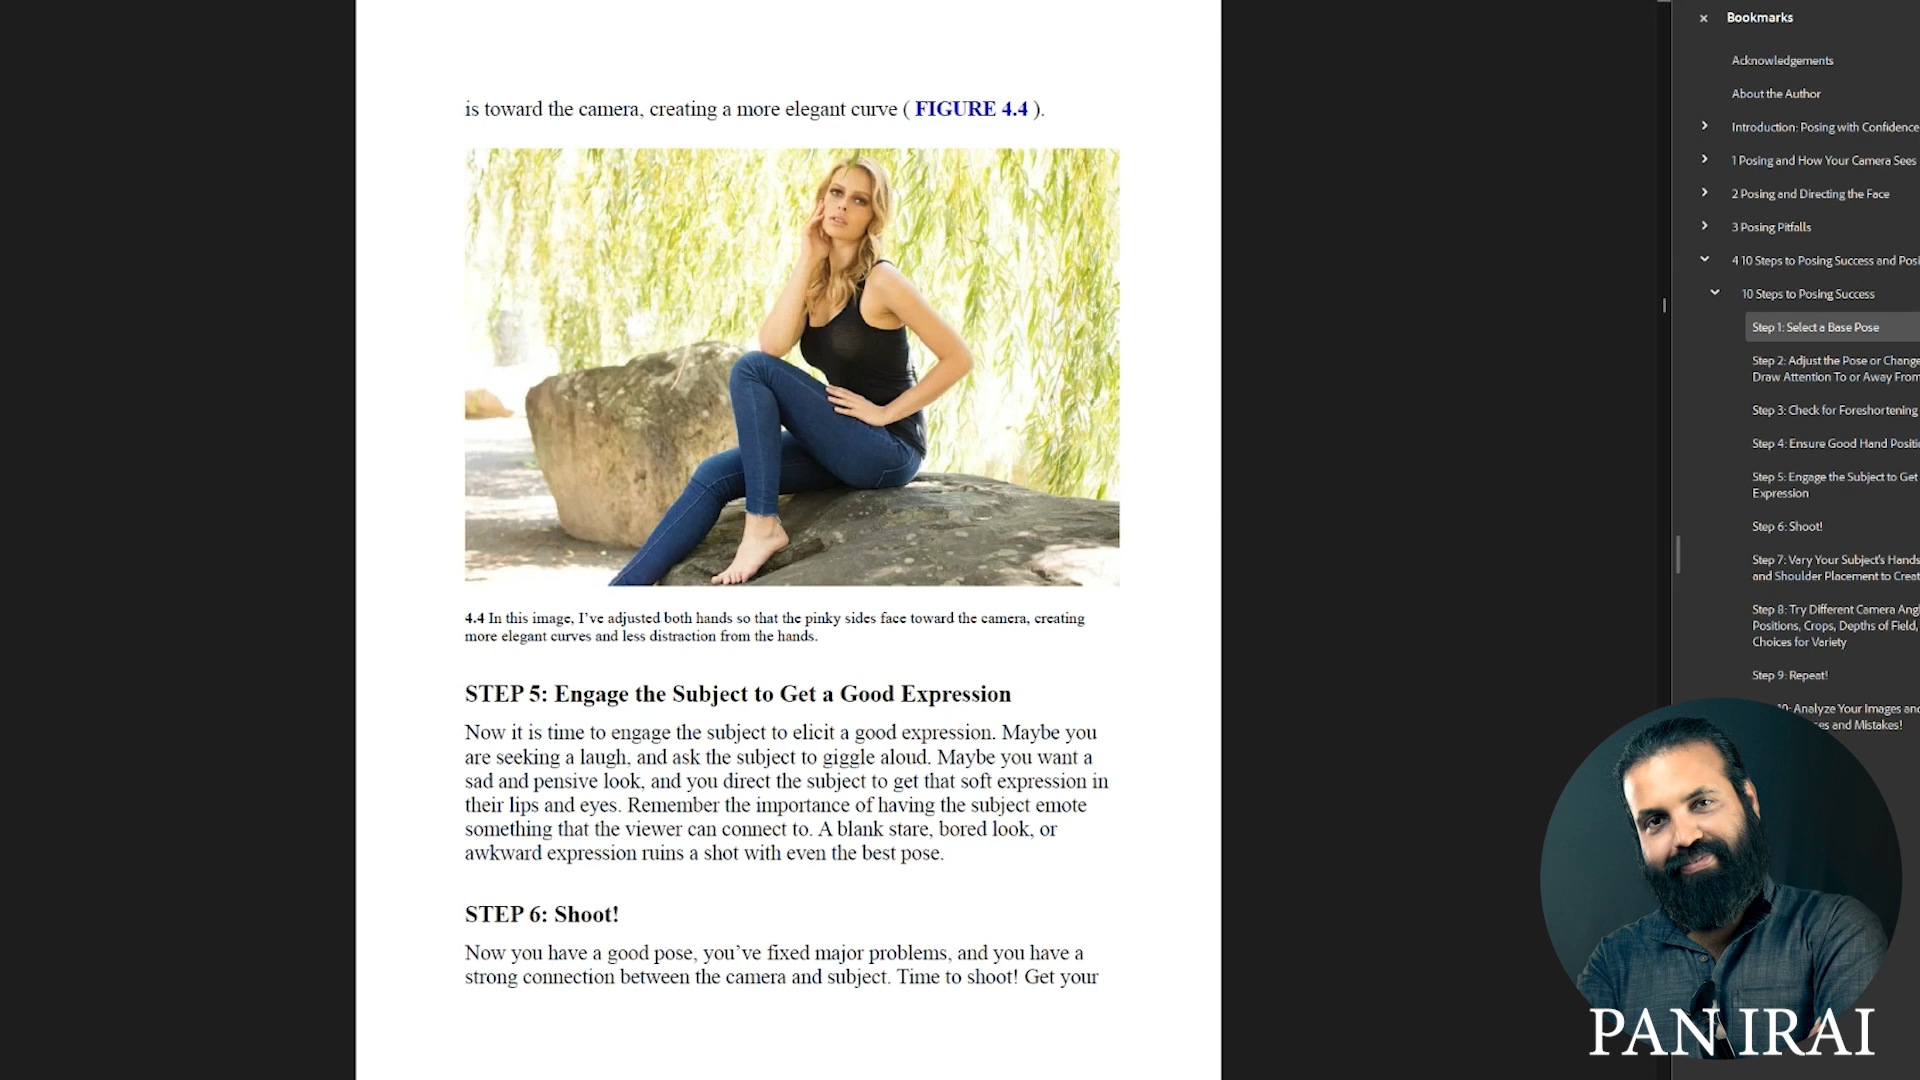 is toward the camera, creating a more elegant curve ( FIGURE 4.4 ).
4.4 In this image, I’ve adjusted both hands so that the pinky sides face toward the camera, creating
more elegant curves and less distraction from the hands.
STEP 5: Engage the Subject to Get a Good Expression
Now it is time to engage the subject to elicit a good expression. Maybe you
are seeking a laugh, and ask the subject to giggle aloud. Maybe you want a
sad and pensive look, and you direct the subject to get that soft expression in
their lips and eyes. Remember the importance of having the subject emote
something that the viewer can connect to. A blank stare, bored look, or
awkward expression ruins a shot with even the best pose.
STEP 6: Shoot!
Now you have a good pose, you’ve fixed major problems, and you have a
strong connection between the camera and subject. Time to shoot! Get your
Bookmarks
Acknowledgements
About the Author
Introduction: Posing with Confidence
1 Posing and How Your Camera Sees
2 Posing and Directing the Face
3 Posing Pitfalls
4 10 Steps to Posing Success and Posi
10 Steps to Posing Success
Step 1: Select a Base Pose
Step 2: Adjust the Pose or Change
Draw Attention To or Away From
Step 3: Check for Foreshortening
Step 4: Ensure Good Hand Positi
Step 5: Engage the Subject to Get
Expression
Step 6: Shoot!
Step 7: Vary Your Subject's Hands
and Shoulder Placement to Creat
Step 8: Try Different Camera Angl
Positions, Crops, Depths of Field,
Choices for Variety
Step 9: Repeat!
10: Analyze Your Images and
es and Mistakes!
PAN IRAI